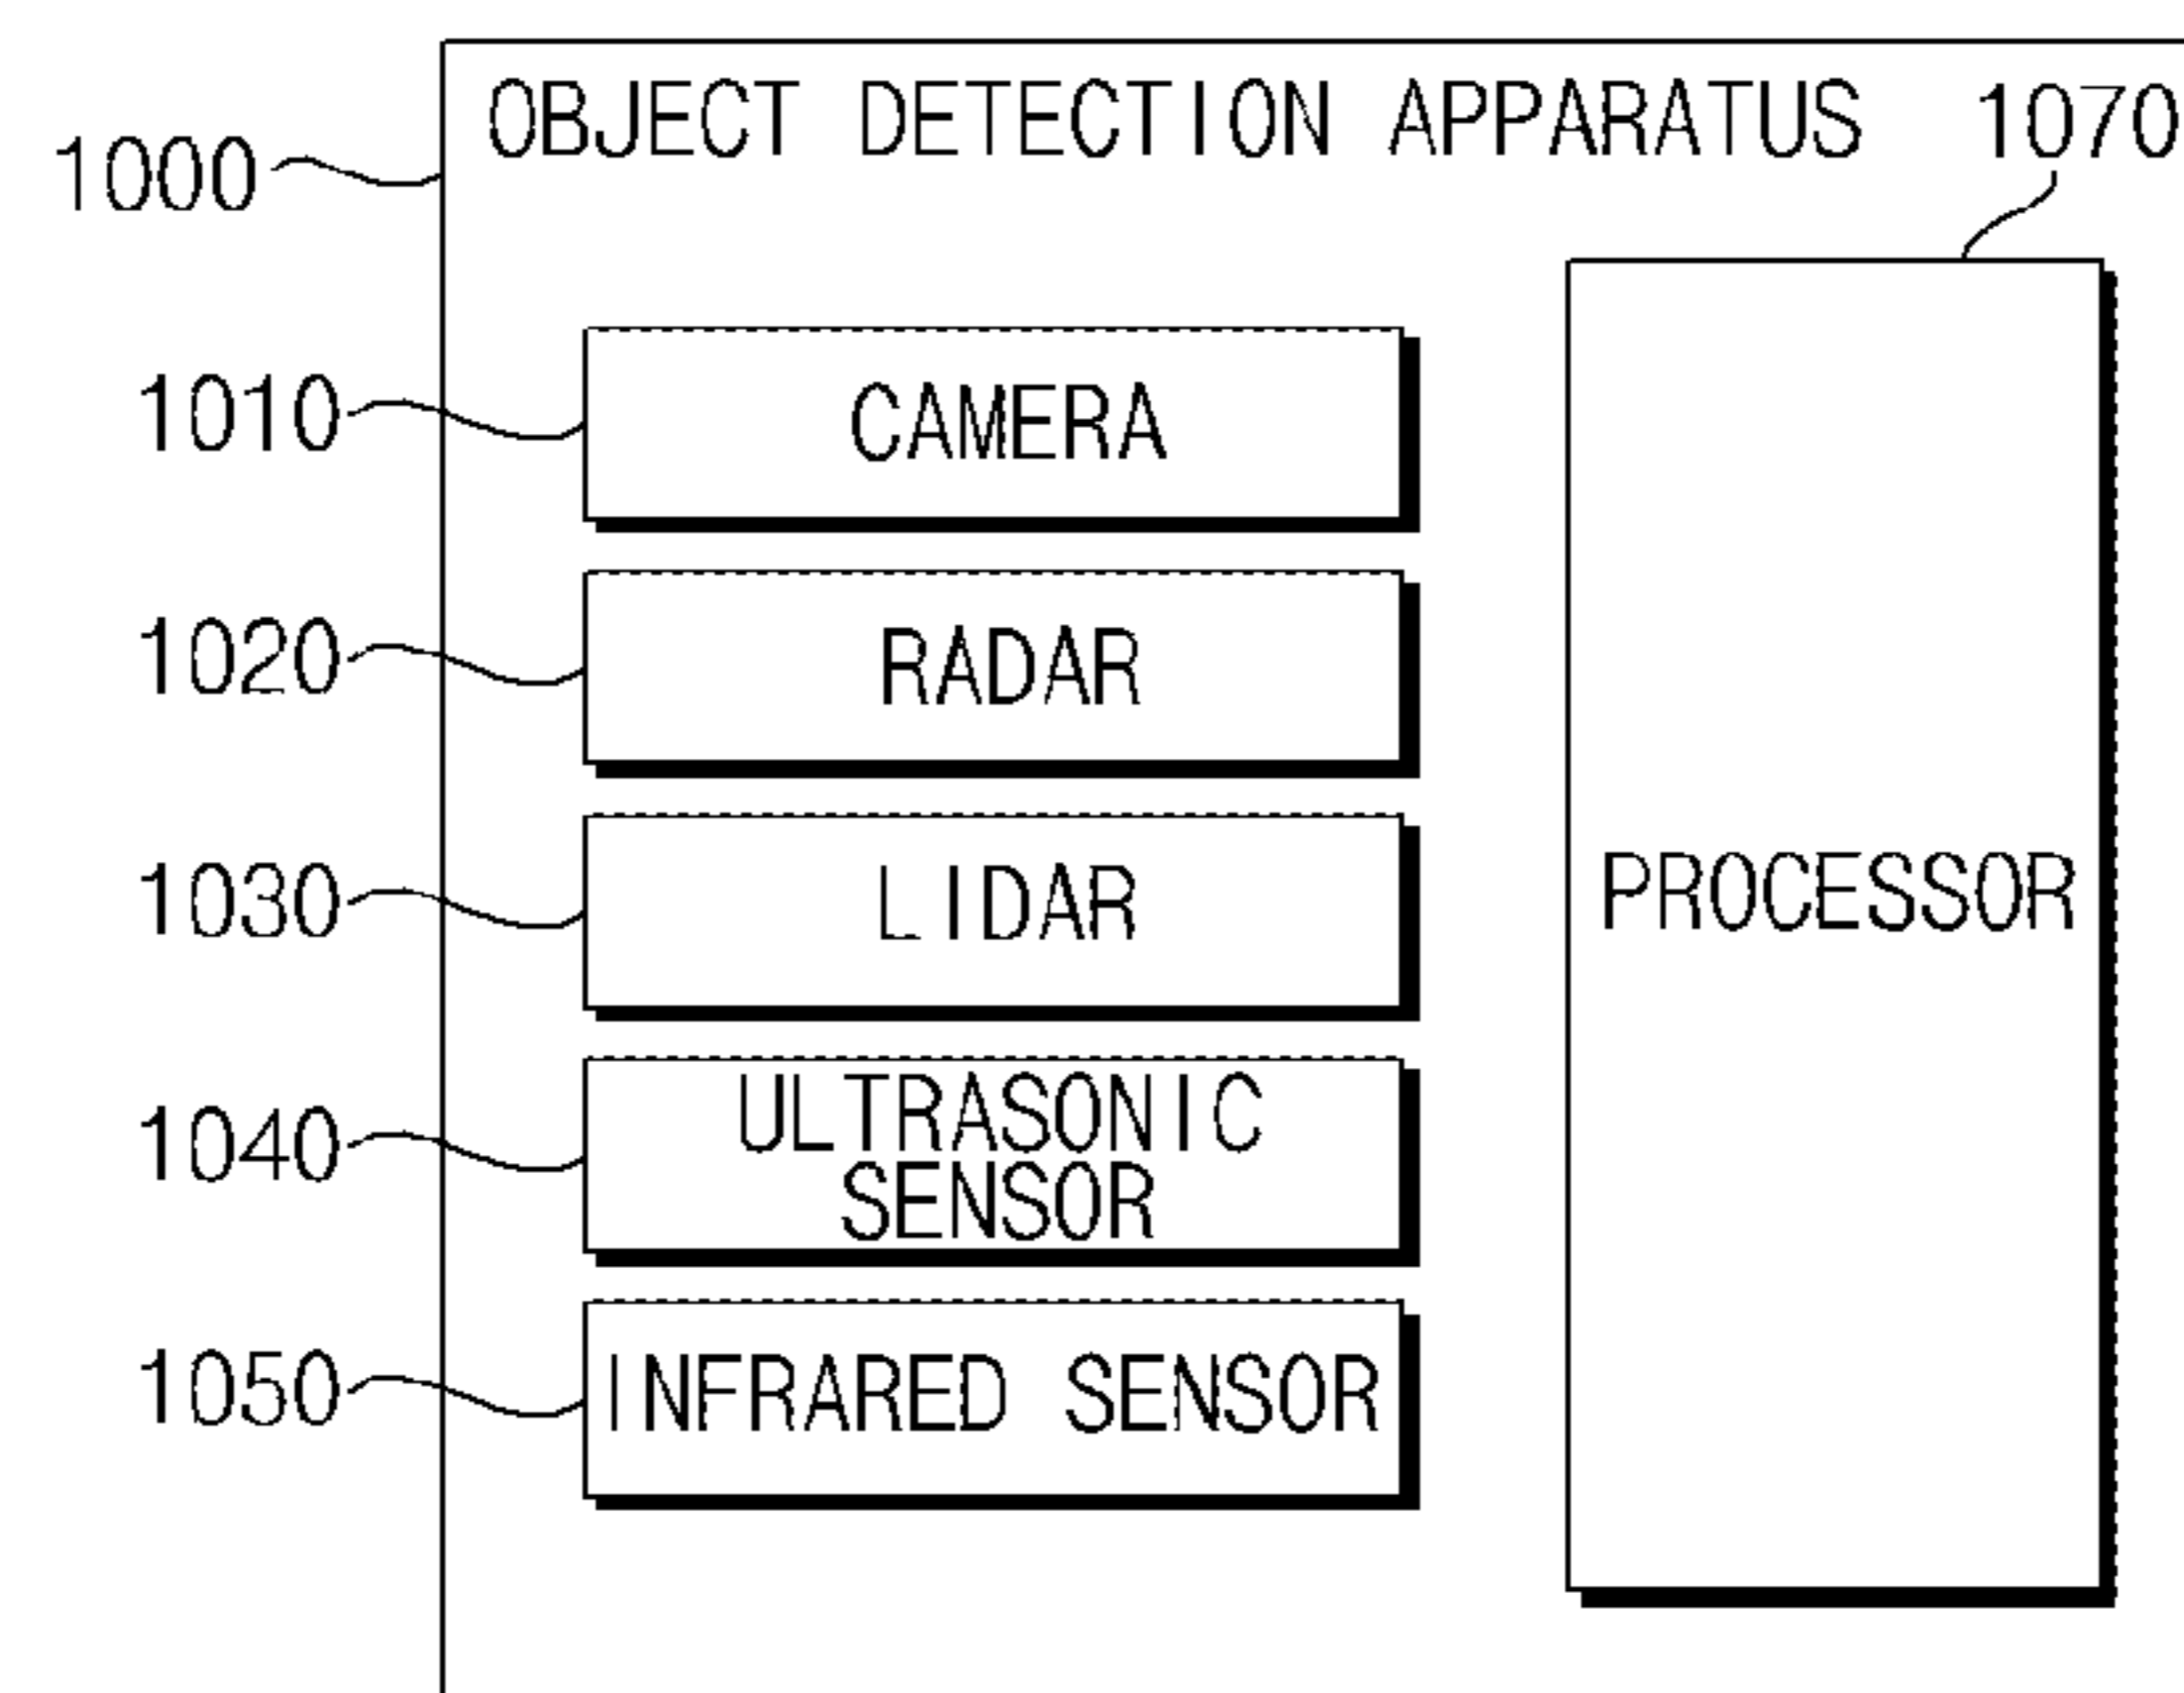 OBJECT DETECTION APPARATUS 1070
1000
1010 CAMERA
1020 RADAR
1030 LIDAR
PROCESSOR
1040 ULTRASONIC
SENSOR
1050 INFRARED SENSOR